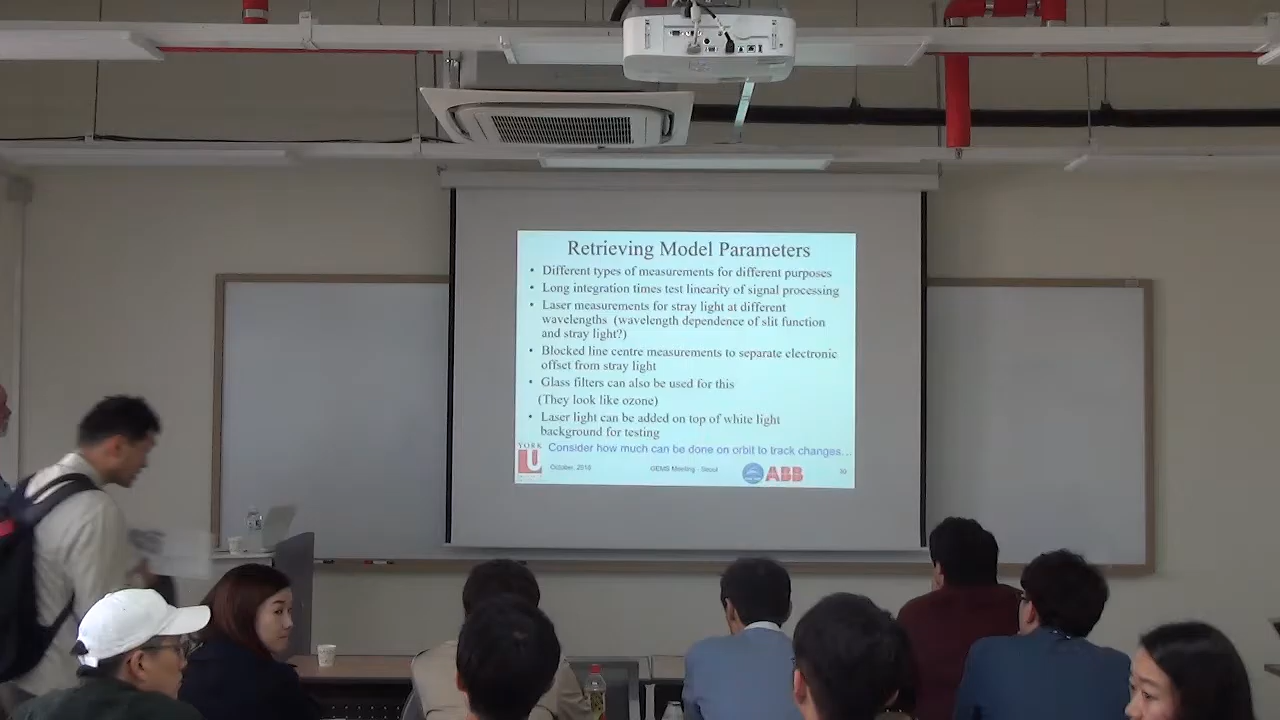 Retrieving Model Parameters
• Different types of measurements for different purposes
• Long integration times test linearity of signal processing
• Laser measurements for stray light at different
wavelengths (wavelength dependence of slit function
and stray light?)
• Blocked line centre measurements to separate electronic
offset from stray light
• Glass filters can also be used for this
(They look like ozone)
• Laser light can be added on top of white light
background for testing
Consider how much can be done on orbit to track changes…
YORK
U
October, 2010
GEMS Meeting - Seoul
ABB